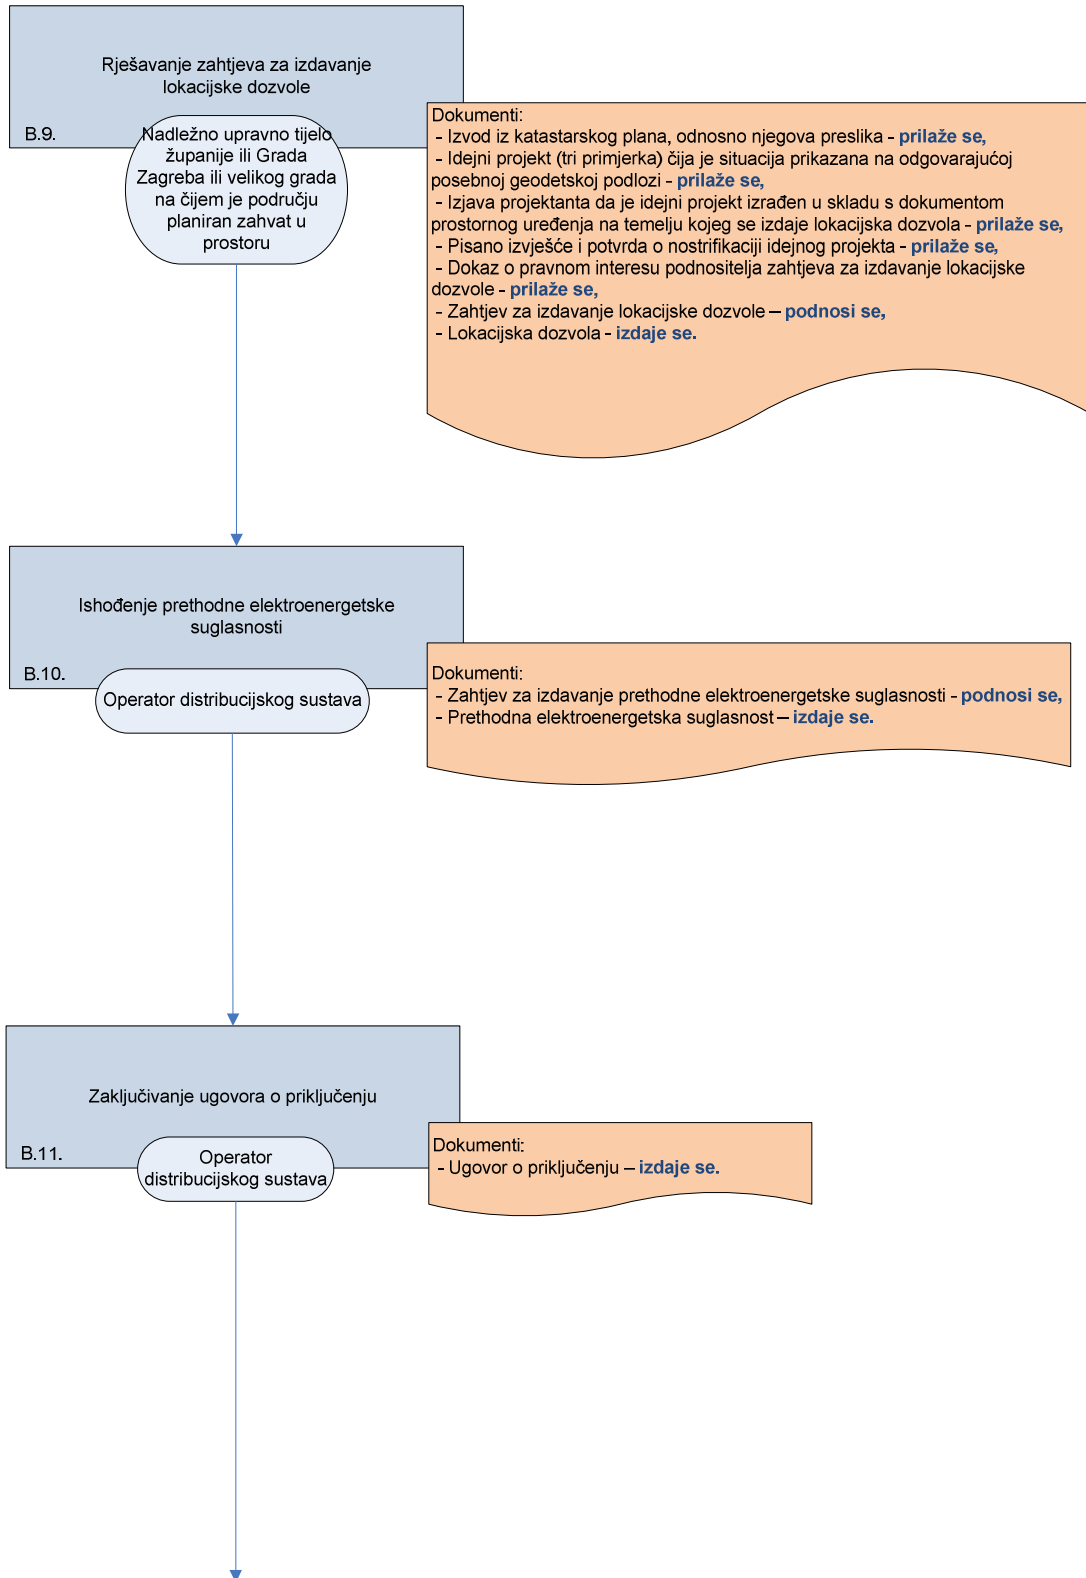 Rješavanje zahtjeva za izdavanje
lokacijske dozvole
B.9.
Nadležno upravno tijelo
županije ili Grada
Zagreba ili velikog grada
na čijem je području
planiran zahvat u
prostoru
Dokumenti:
- Izvod iz katastarskog plana, odnosno njegova preslika - prilaže se,
- Idejni projekt (tri primjerka) čija je situacija prikazana na odgovarajućoj
posebnoj geodetskoj podlozi - prilaže se,
- Izjava projektanta da je idejni projekt izrađen u skladu s dokumentom
prostornog uređenja na temelju kojeg se izdaje lokacijska dozvola - prilaže se,
- Pisano izvješće i potvrda o nostrifikaciji idejnog projekta - prilaže se,
- Dokaz o pravnom interesu podnositelja zahtjeva za izdavanje lokacijske
dozvole - prilaže se,
- Zahtjev za izdavanje lokacijske dozvole – podnosi se,
- Lokacijska dozvola - izdaje se.
Ishođenje prethodne elektroenergetske
suglasnosti
B.10.
Operator distribucijskog sustava
Dokumenti:
- Zahtjev za izdavanje prethodne elektroenergetske suglasnosti - podnosi se,
- Prethodna elektroenergetska suglasnost – izdaje se.
Zaključivanje ugovora o priključenju
B.11.
Operator
distribucijskog sustava
Dokumenti:
- Ugovor o priključenju – izdaje se.